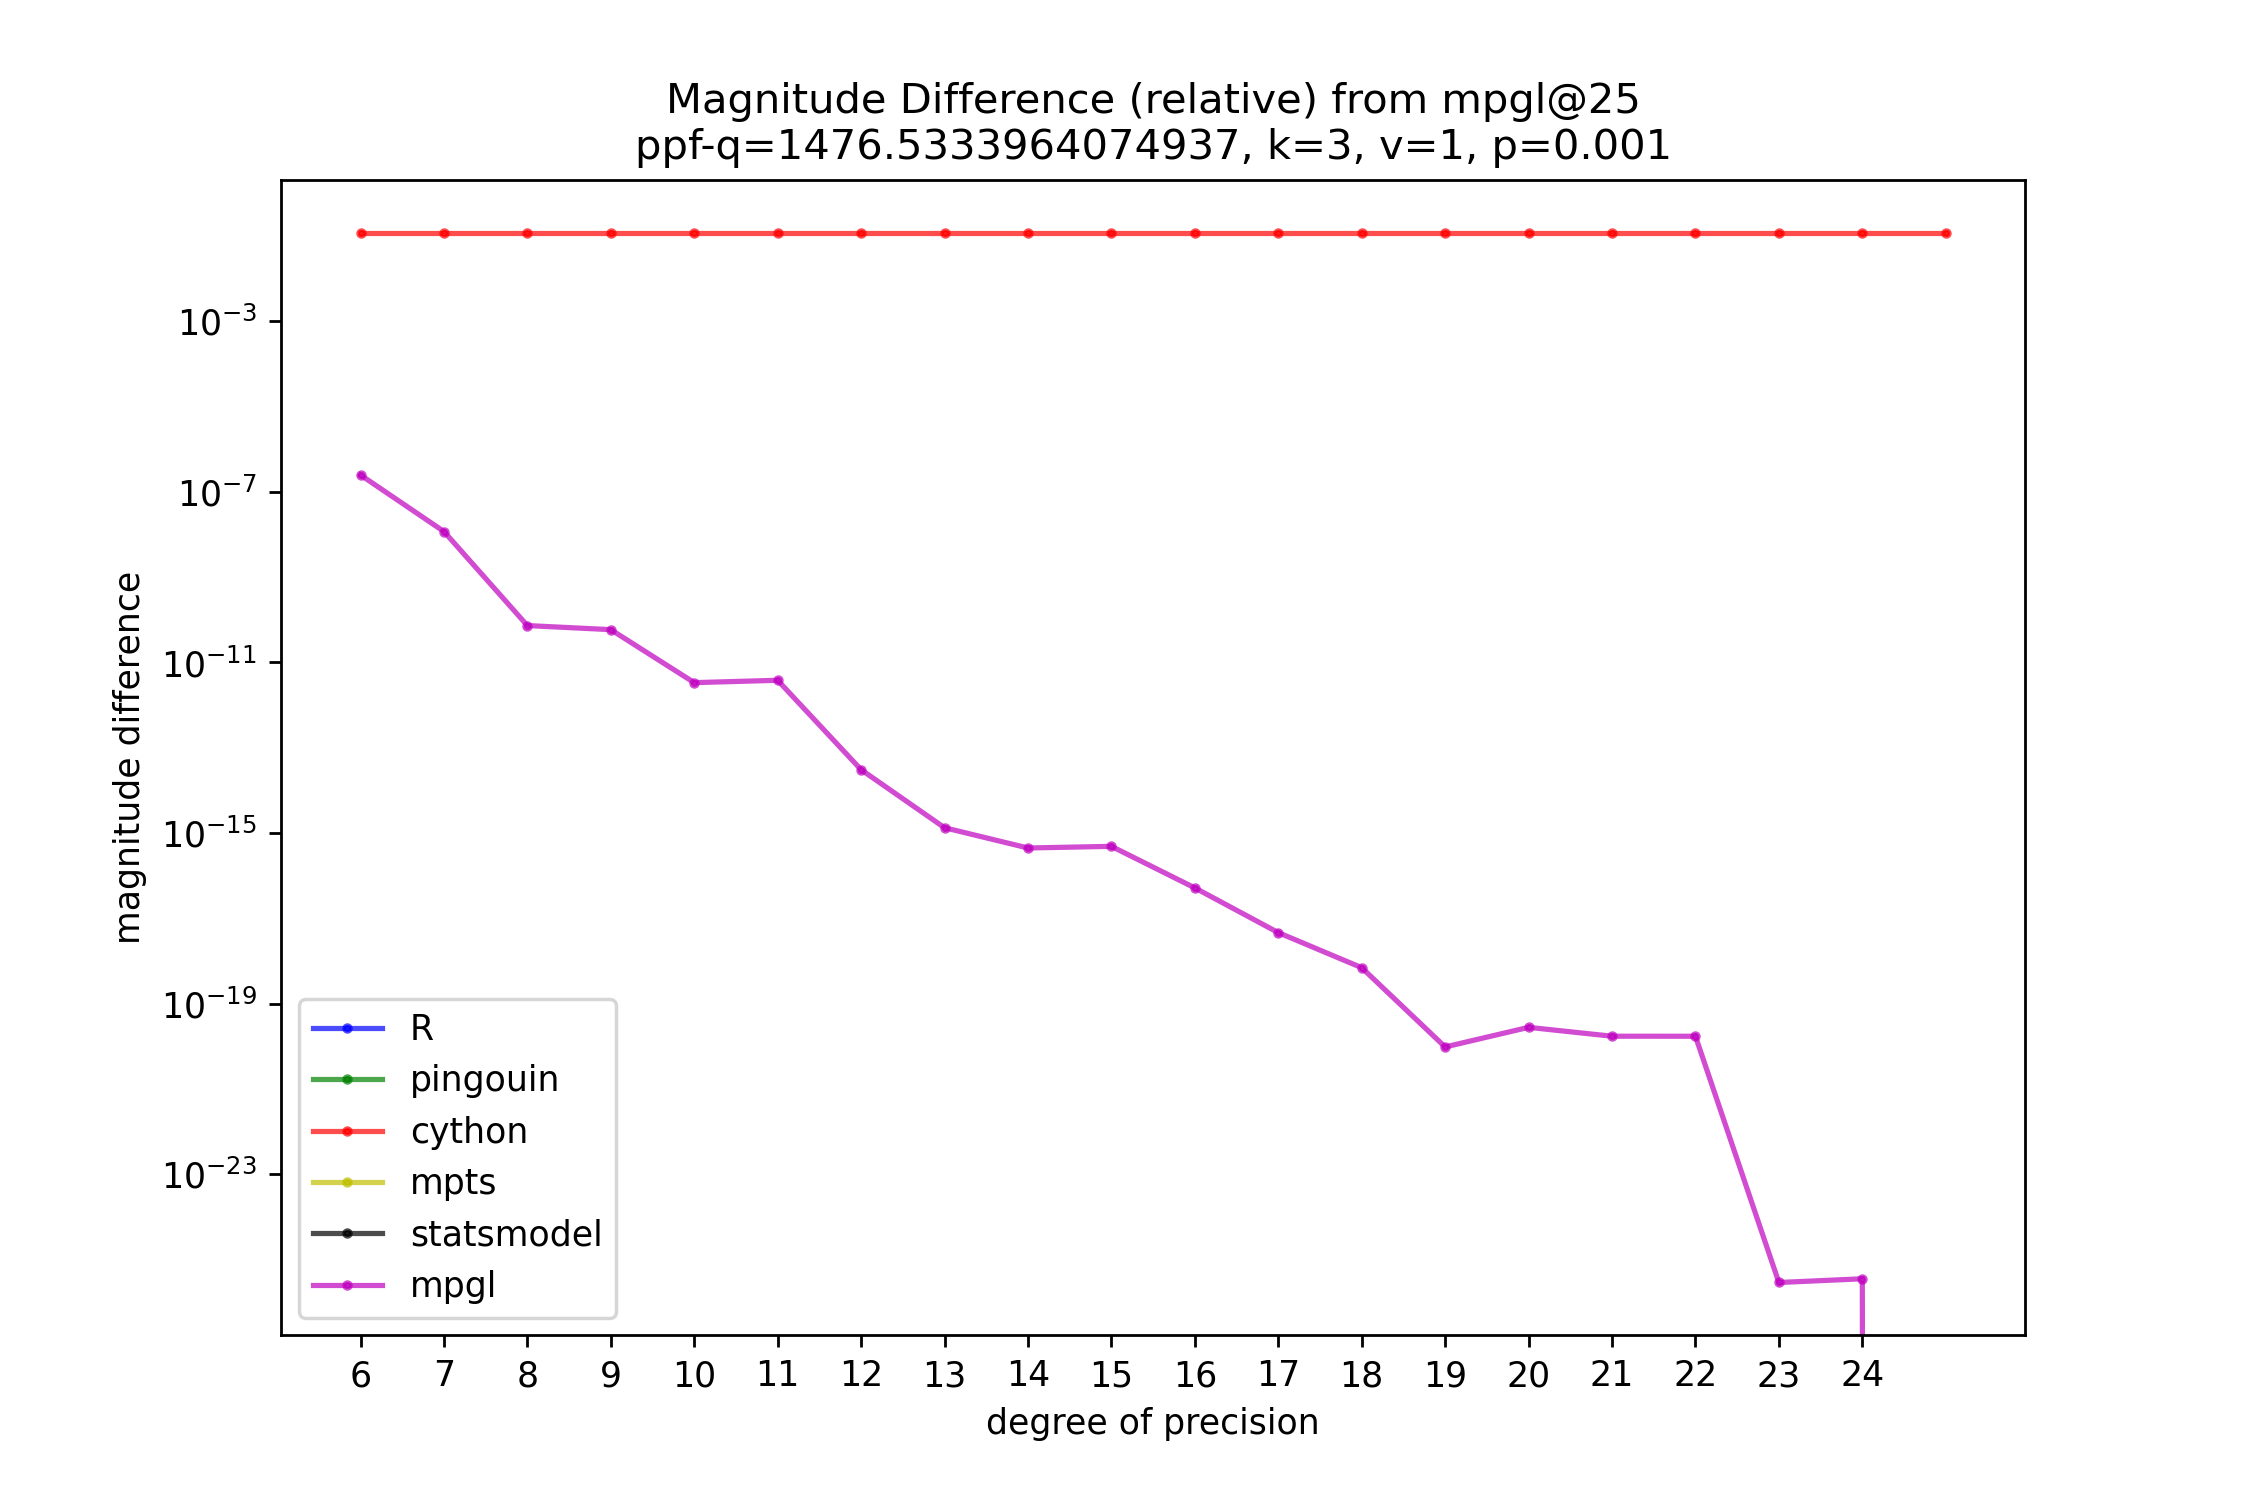 Magnitude Difference (relative) from mpgl@25
ppf-q=1476.5333964074937, k=3, v=1, p=0.001
magnitude difference
10⁻³
10⁻⁷
10⁻¹¹
10⁻¹⁵
10⁻¹⁹
10⁻²³
R
pingouin
cython
mpts
statsmodel
mpgl
6 7 8 9 10 11 12 13 14 15 16 17 18 19 20 21 22 23 24
degree of precision